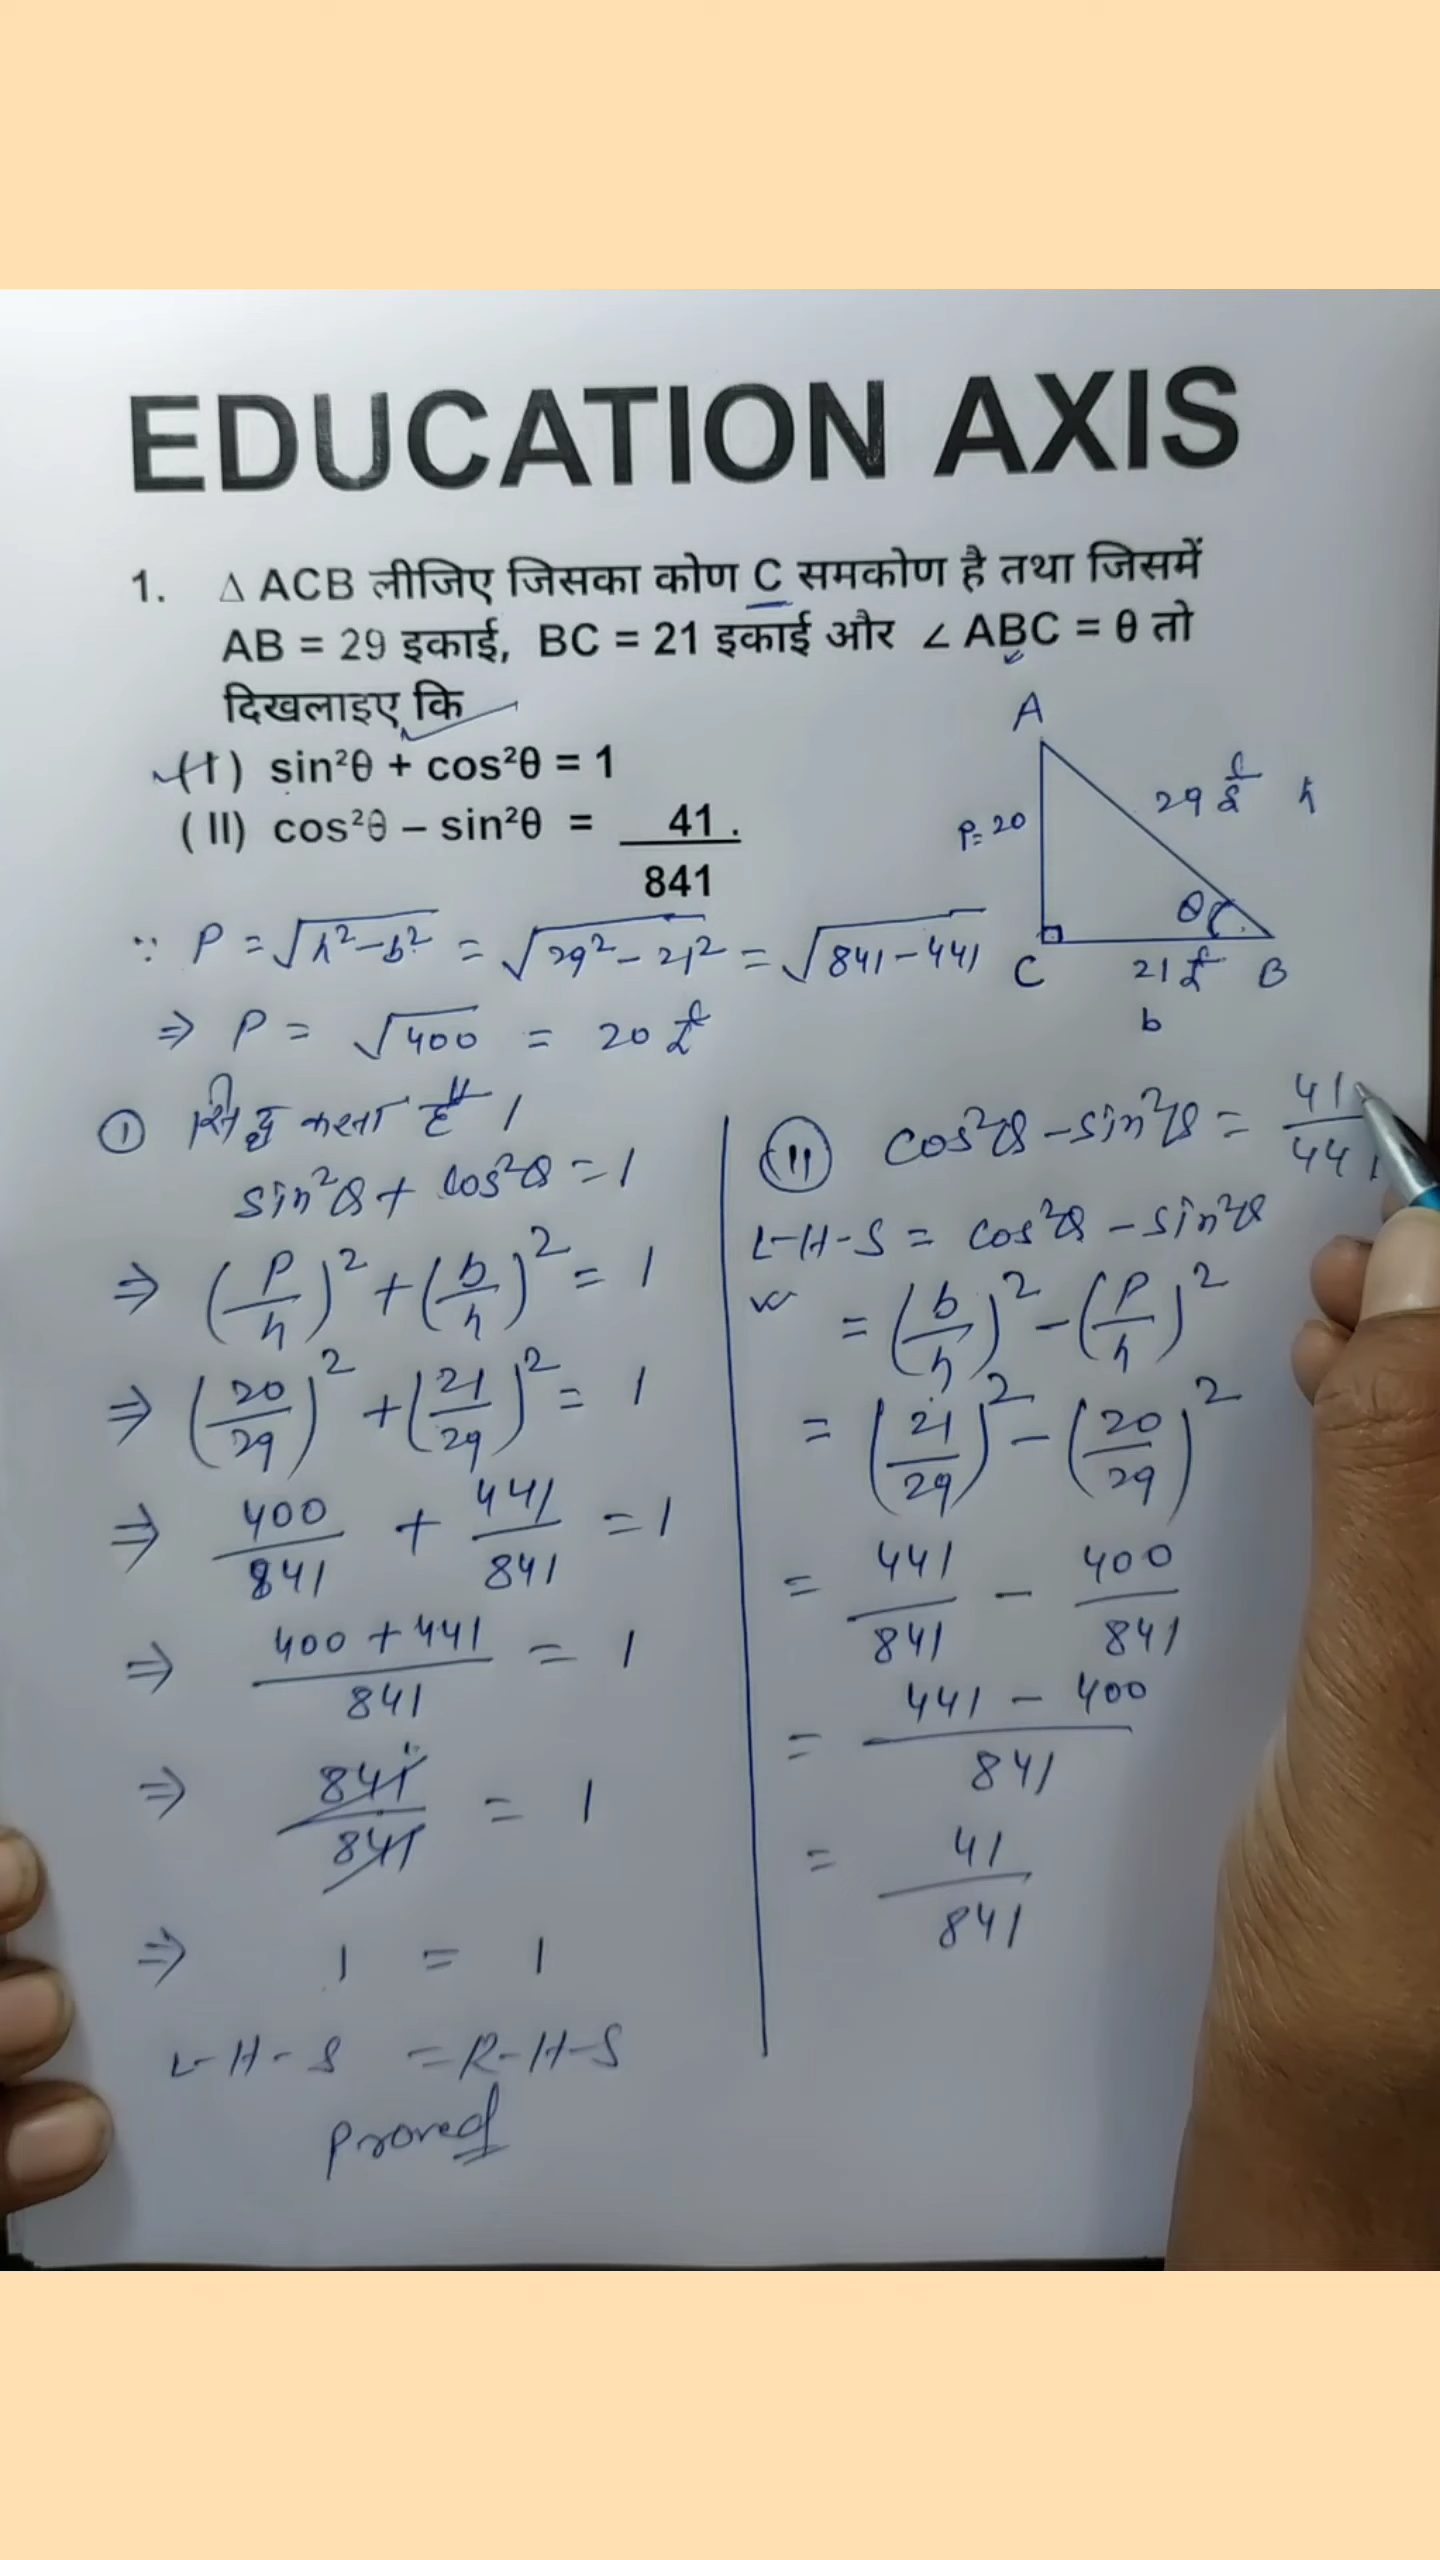 EDUCATION AXIS
1. Δ ACB लीजिए जिसका कोण C समकोण है तथा जिसमें
AB = 29 इकाई, BC = 21 इकाई और ∠ ABC = θ तो
दिखलाइए कि
(I) sin²θ + cos²θ = 1
(II) cos²θ – sin²θ = 41.
841
A
29 ई h
P=20
θ
C 21 ई B
b
∵ P = √h²-b² = √29²-21² = √841-441
⇒ P = √400 = 20 ई
① सिद्ध करना है।
sin²θ + cos²θ = 1
⇒ (P/h)² + (b/h)² = 1
⇒ (20/29)² + (21/29)² = 1
⇒ 400/841 + 441/841 = 1
⇒ 400 + 441/841 = 1
⇒ 841/841 = 1
⇒ 1 = 1
L-H-S = R-H-S
Proved
(II) cos²θ - sin²θ = 41/441
L-H-S = cos²θ - sin²θ
= (b/h)² - (P/h)²
= (21/29)² - (20/29)²
= 441/841 - 400/841
= 441 - 400/841
= 41/841